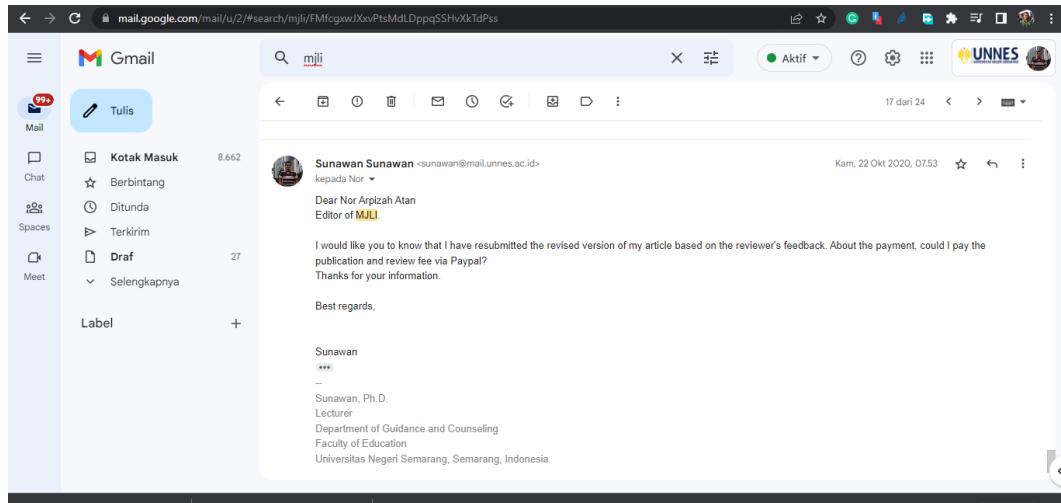 mail.google.com/mail/u/2/#search/mjli/FMfcgxwJXxvPtsMdLDppqSSHvXkTdPss
Gmail
mjli
Aktif
UNNES
99+
Mail
Tulis
17 dari 24
Chat
Spaces
Meet
Kotak Masuk 8.662
Berbintang
Ditunda
Terkirim
Draf 27
Selengkapnya
Label
Sunawan Sunawan <sunawan@mail.unnes.ac.id>
Kam, 22 Okt 2020, 07.53
kepada Nor
Dear Nor Arpizah Atan
Editor of MJLI.
I would like you to know that I have resubmitted the revised version of my article based on the reviewer's feedback. About the payment, could I pay the
publication and review fee via Paypal?
Thanks for your information.
Best regards,
Sunawan
--
Sunawan, Ph.D.
Lecturer
Department of Guidance and Counseling
Faculty of Education
Universitas Negeri Semarang, Semarang, Indonesia